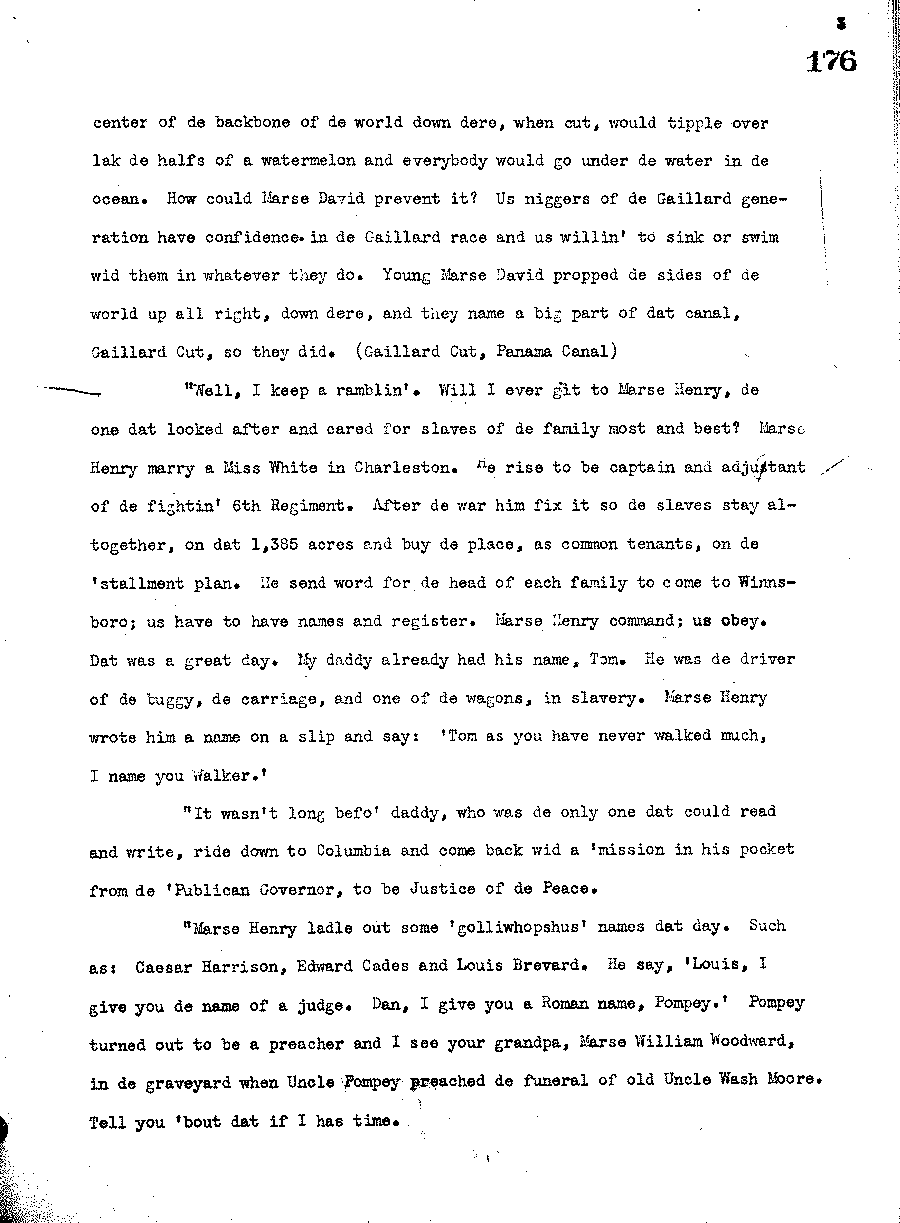 3
176
center of de backbone of de world down dere, when cut, would tipple over
lak de halfs of a watermelon and everybody would go under de water in de
ocean. How could Marse David prevent it? Us niggers of de Gaillard gene-
ration have confidence in de Gaillard race and us willin' to sink or swim
wid them in whatever they do. Young Marse David propped de sides of de
world up all right, down dere, and they name a big part of dat canal,
Gaillard Cut, so they did. (Gaillard Cut, Panama Canal)
"Well, I keep a ramblin'. Will I ever git to Marse Henry, de
one dat looked after and cared for slaves of de family most and best? Marse
Henry marry a Miss White in Charleston. He rise to be captain and adjutant
of de fightin' 6th Regiment. After de war him fix it so de slaves stay al-
together, on dat 1,385 acres and buy de place, as common tenants, on de
'stallment plan. He send word for de head of each family to come to Winns-
boro; us have to have names and register. Marse Henry command; us obey.
Dat was a great day. My daddy already had his name, Tom. He was de driver
of de buggy, de carriage, and one of de wagons, in slavery. Marse Henry
wrote him a name on a slip and say: 'Tom as you have never walked much,
I name you Walker.'
"It wasn't long befo' daddy, who was de only one dat could read
and write, ride down to Columbia and come back wid a 'mission in his pocket
from de 'Publican Governor, to be Justice of de Peace.
"Marse Henry ladle out some 'golliwhopshus' names dat day. Such
as: Caesar Harrison, Edward Cades and Louis Brevard. He say, 'Louis, I
give you de name of a judge. Dan, I give you a Roman name, Pompey.' Pompey
turned out to be a preacher and I see your grandpa, Marse William Woodward,
in de graveyard when Uncle Pompey preached de funeral of old Uncle Wash Moore.
Tell you 'bout dat if I has time.